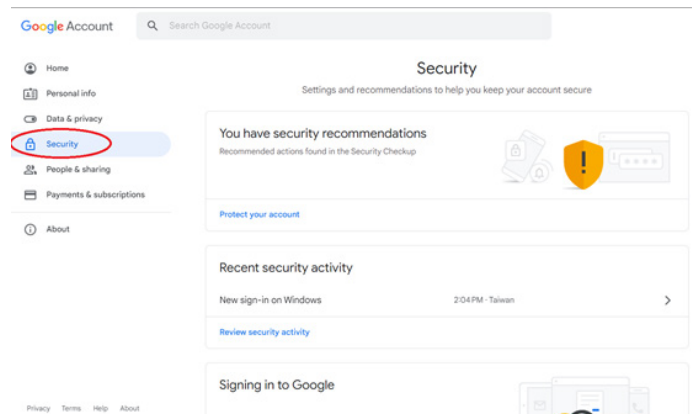 Google Account
Search Google Account
Home
Personal info
Data & privacy
Security
People & sharing
Payments & subscriptions
About
Security
Settings and recommendations to help you keep your account secure
You have security recommendations
Recommended actions found in the Security Checkup
Protect your account
Recent security activity
New sign-in on Windows 2:04 PM · Taiwan
Review security activity
Signing in to Google
Privacy Terms Help About